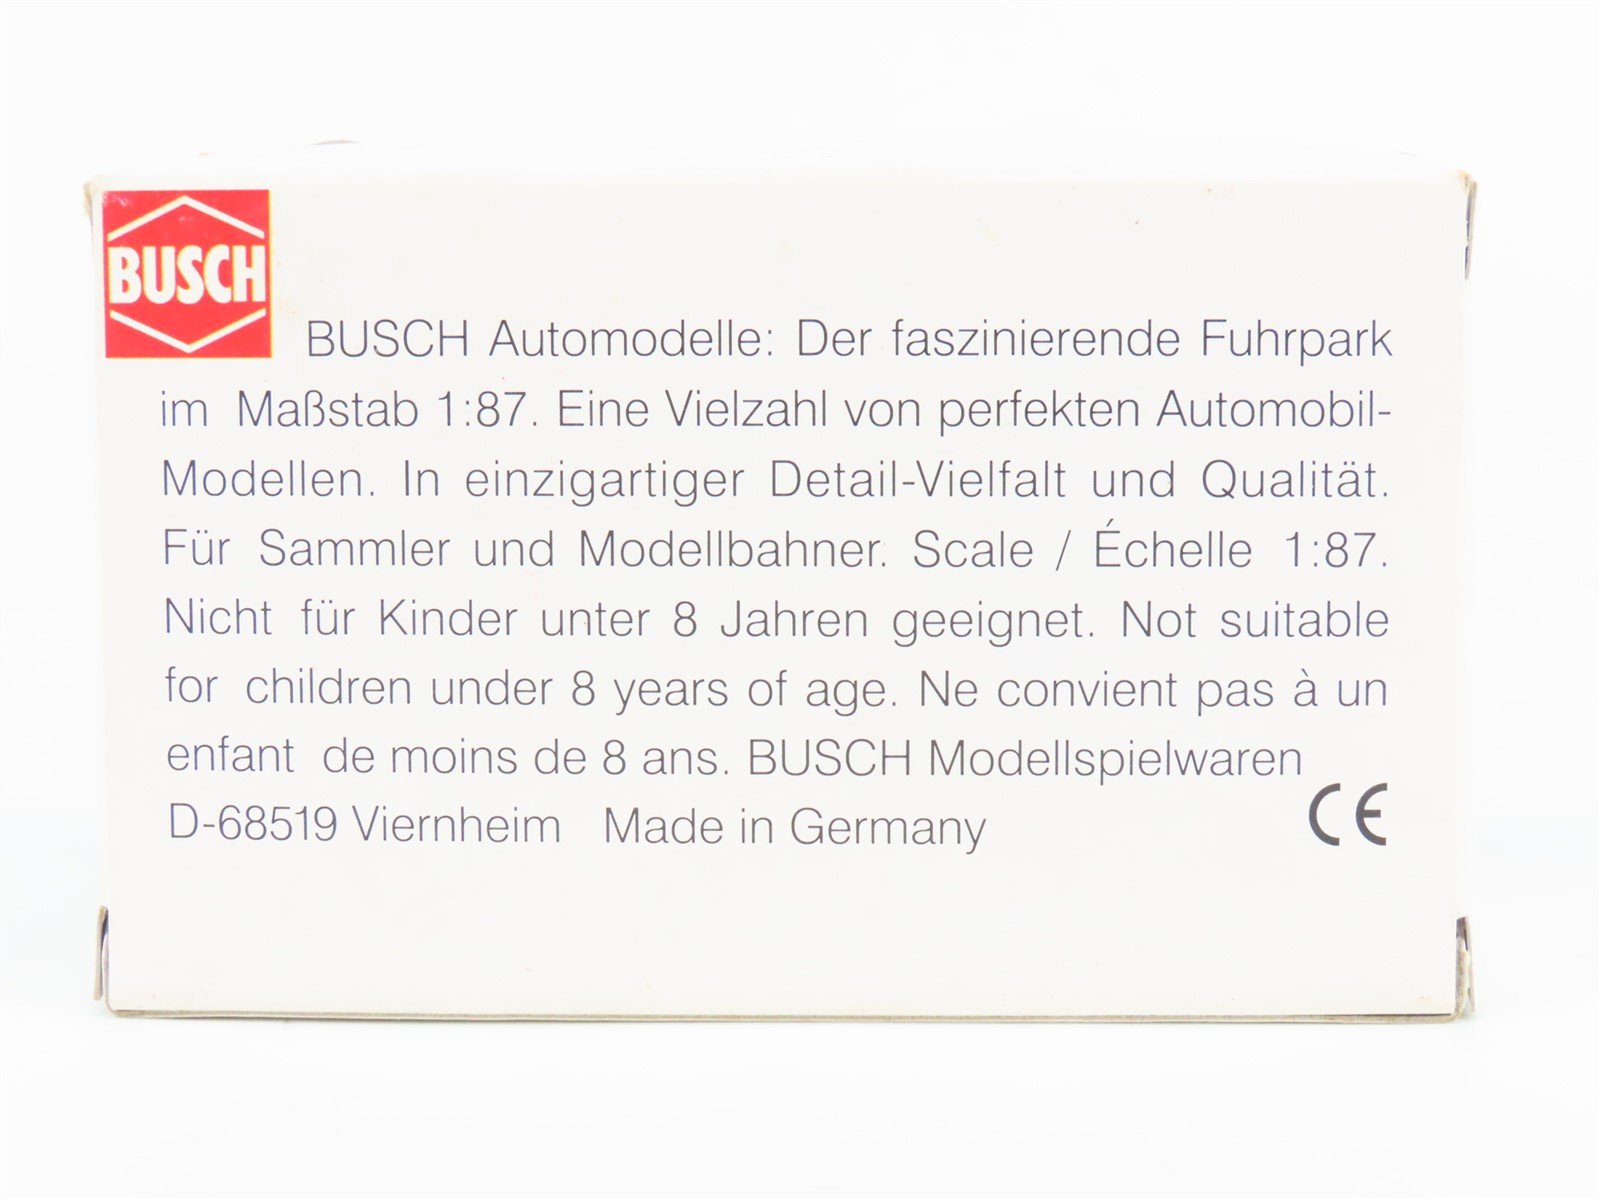 BUSCH
BUSCH Automodelle: Der faszinierende Fuhrpark
im Maßstab 1:87. Eine Vielzahl von perfekten Automobil-
Modellen. In einzigartiger Detail-Vielfalt und Qualität.
Für Sammler und Modellbahner. Scale / Échelle 1:87.
Nicht für Kinder unter 8 Jahren geeignet. Not suitable
for children under 8 years of age. Ne convient pas à un
enfant de moins de 8 ans. BUSCH Modellspielwaren
D-68519 Viernheim Made in Germany CE